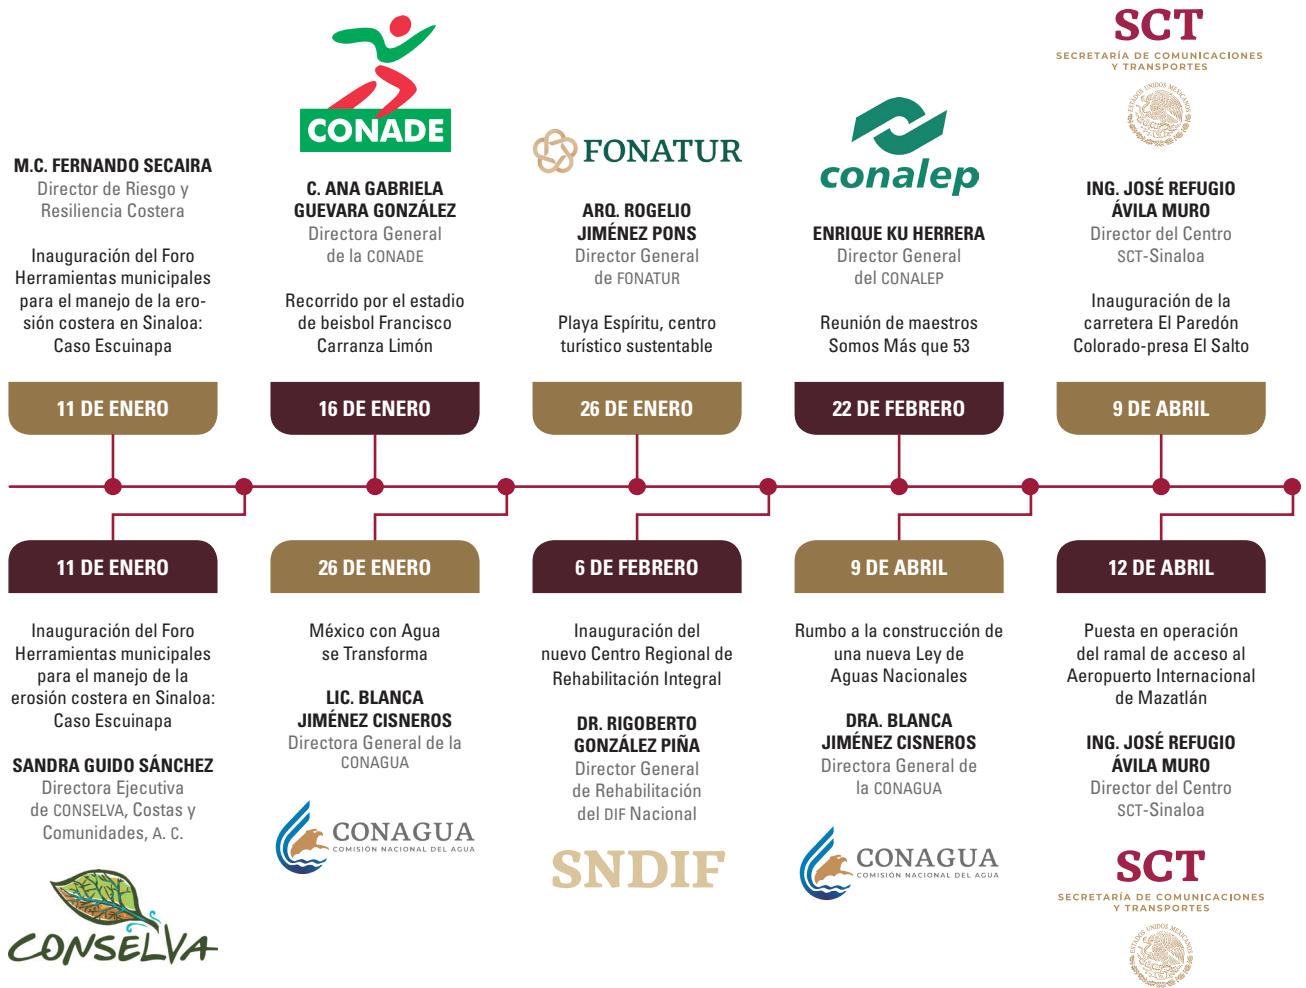 M.C. FERNANDO SECAIRA
Director de Riesgo y
Resiliencia Costera
Inauguración del Foro
Herramientas municipales
para el manejo de la ero-
sión costera en Sinaloa:
Caso Escuinapa
11 DE ENERO
CONADE
C. ANA GABRIELA
GUEVARA GONZÁLEZ
Directora General
de la CONADE
Recorrido por el estadio
de beisbol Francisco
Carranza Limón
16 DE ENERO
FONATUR
ARQ. ROGELIO
JIMÉNEZ PONS
Director General
de FONATUR
Playa Espíritu, centro
turístico sustentable
26 DE ENERO
conalep
ENRIQUE KU HERRERA
Director General
del CONALEP
Reunión de maestros
Somos Más que 53
22 DE FEBRERO
SCT
SECRETARÍA DE COMUNICACIONES
Y TRANSPORTES
ESTADOS UNIDOS MEXICANOS
ING. JOSÉ REFUGIO
ÁVILA MURO
Director del Centro
SCT-Sinaloa
Inauguración de la
carretera El Paredón
Colorado-presa El Salto
9 DE ABRIL
11 DE ENERO
Inauguración del Foro
Herramientas municipales
para el manejo de la
erosión costera en Sinaloa:
Caso Escuinapa
SANDRA GUIDO SÁNCHEZ
Directora Ejecutiva
de CONSELVA, Costas y
Comunidades, A. C.
CONSELVA
26 DE ENERO
México con Agua
se Transforma
LIC. BLANCA
JIMÉNEZ CISNEROS
Directora General de la
CONAGUA
CONAGUA
COMISIÓN NACIONAL DEL AGUA
6 DE FEBRERO
Inauguración del
nuevo Centro Regional de
Rehabilitación Integral
DR. RIGOBERTO
GONZÁLEZ PIÑA
Director General
de Rehabilitación
del DIF Nacional
SNDIF
9 DE ABRIL
Rumbo a la construcción de
una nueva Ley de
Aguas Nacionales
DRA. BLANCA
JIMÉNEZ CISNEROS
Directora General de
la CONAGUA
CONAGUA
COMISIÓN NACIONAL DEL AGUA
12 DE ABRIL
Puesta en operación
del ramal de acceso al
Aeropuerto Internacional
de Mazatlán
ING. JOSÉ REFUGIO
ÁVILA MURO
Director del Centro
SCT-Sinaloa
SCT
SECRETARÍA DE COMUNICACIONES
Y TRANSPORTES
ESTADOS UNIDOS MEXICANOS